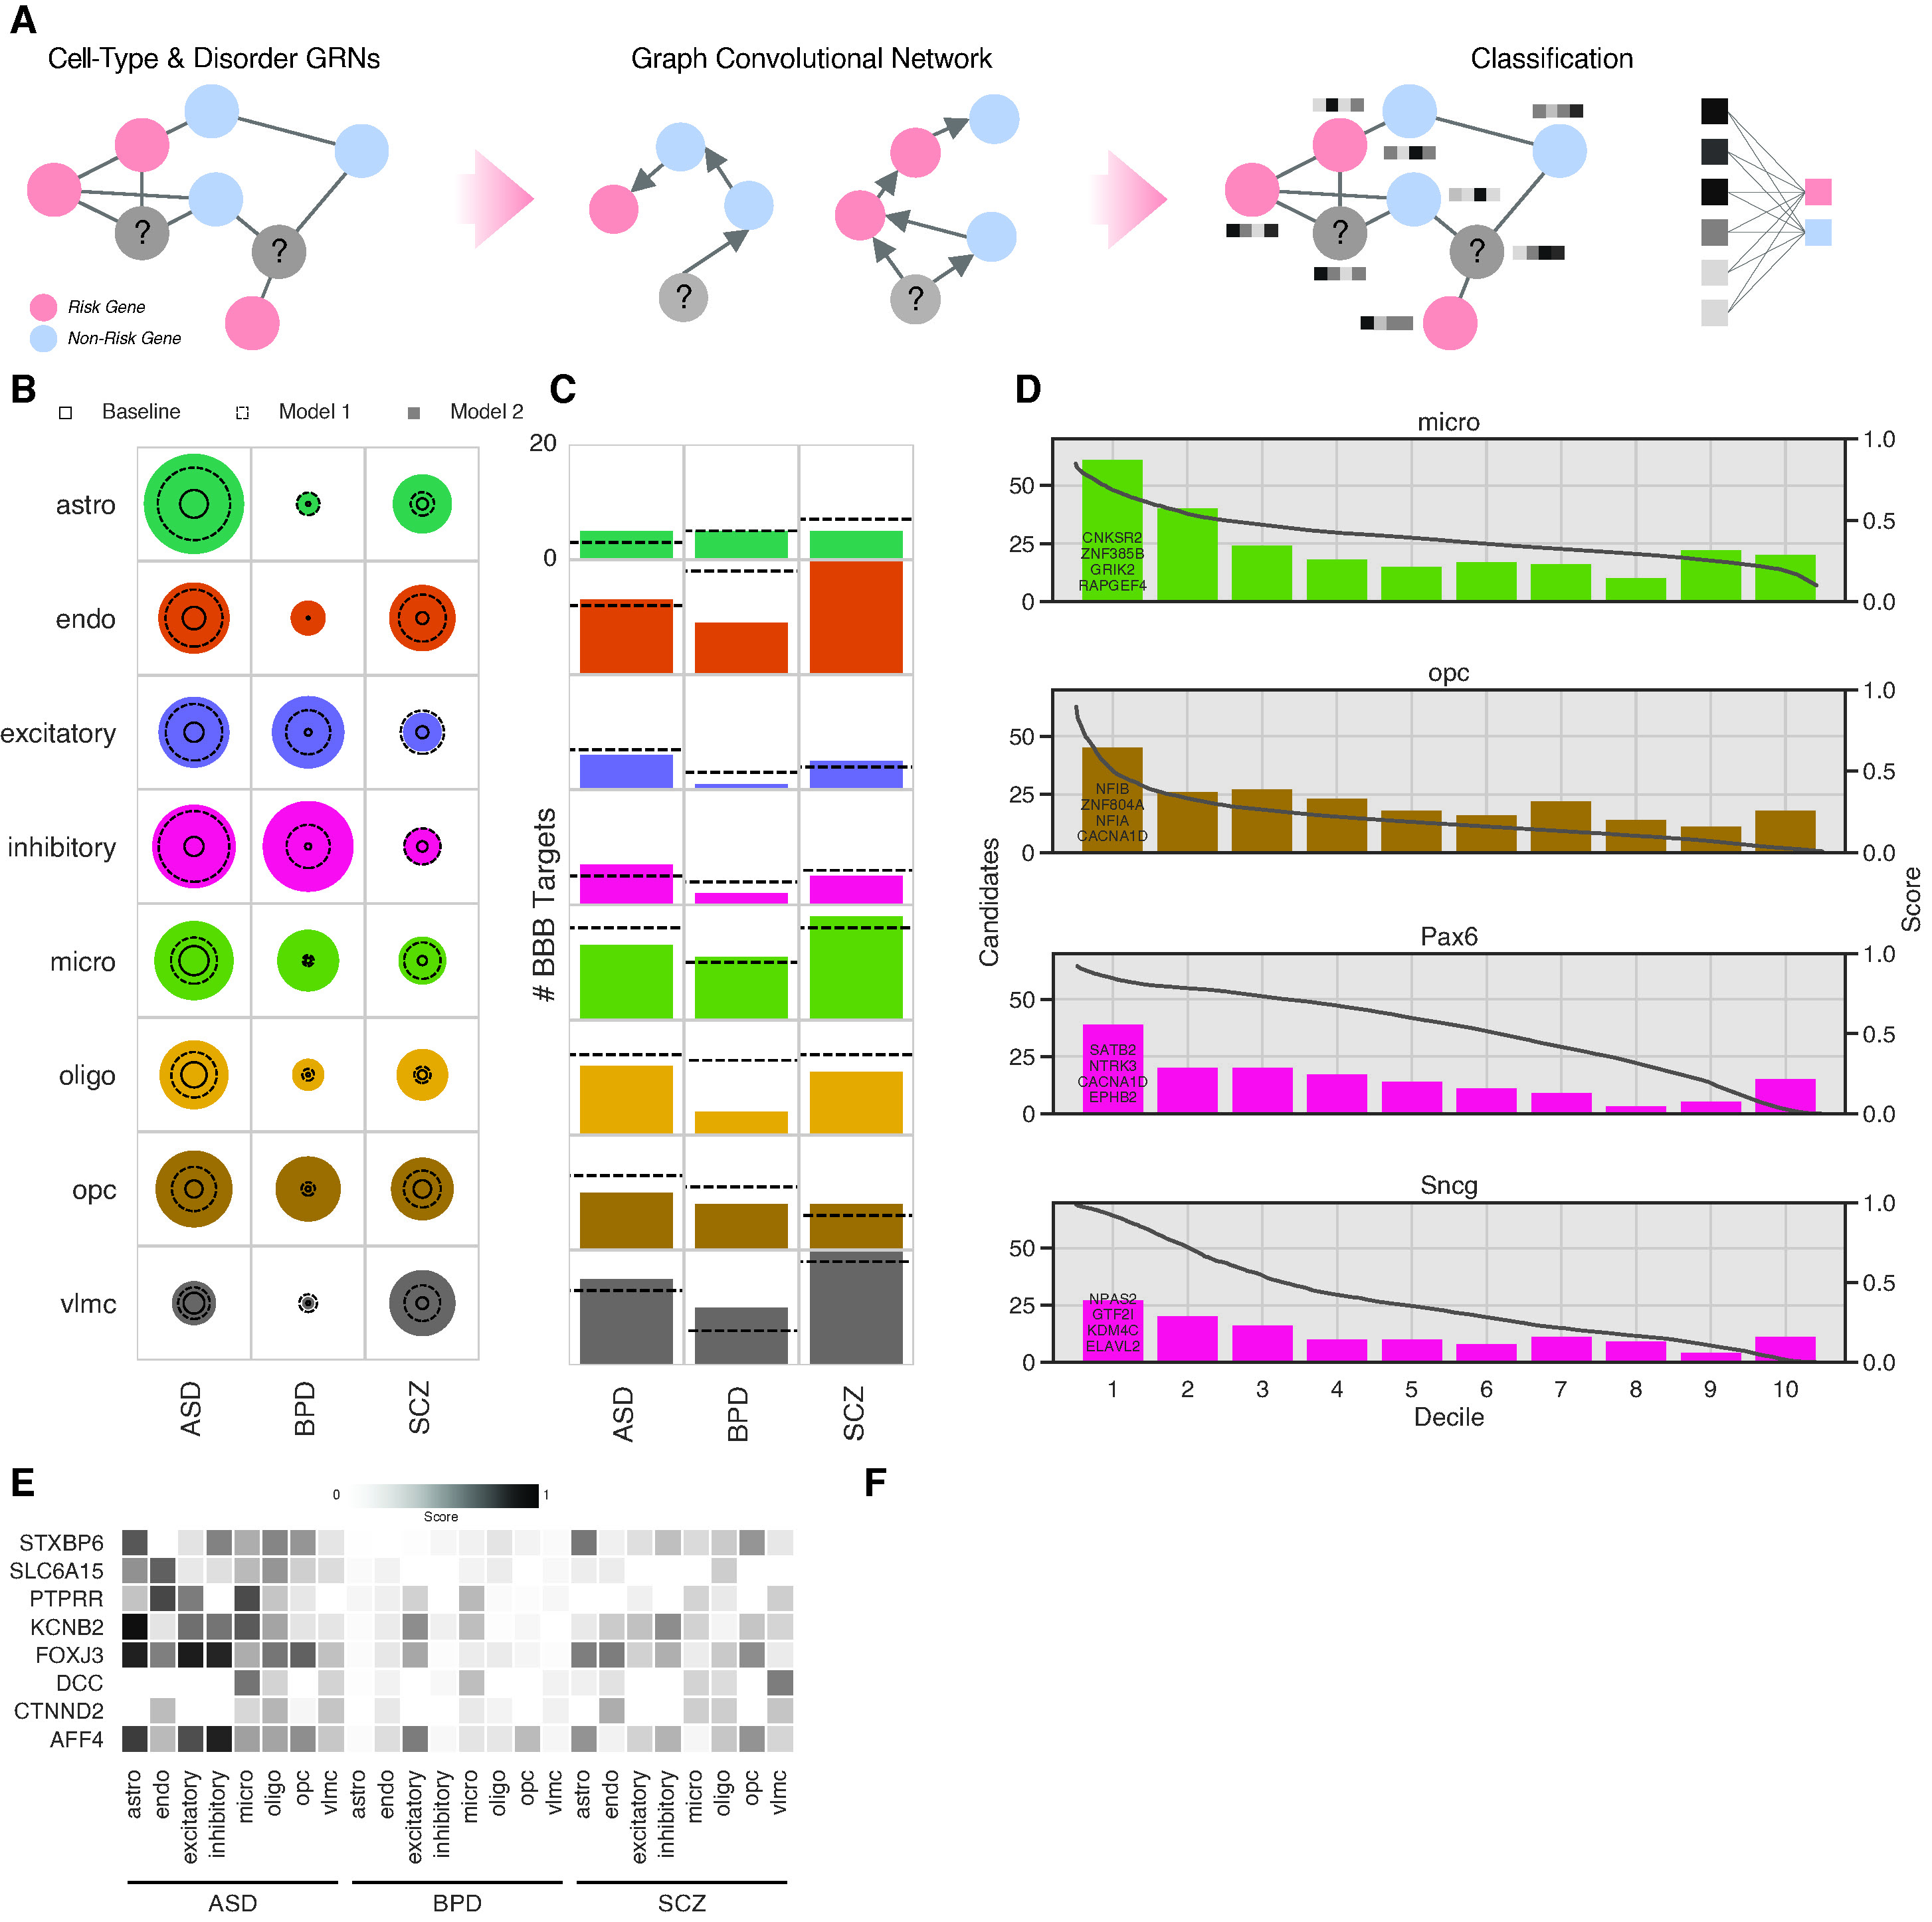 A
Cell-Type & Disorder GRNs
Graph Convolutional Network
Classification
?
?
?
?
?
?
Risk Gene
Non-Risk Gene
B
Baseline
Model 1
Model 2
astro
endo
excitatory
inhibitory
micro
oligo
opc
vlmc
ASD
BPD
SCZ
C
20
0
# BBB Targets
ASD
BPD
SCZ
D
micro
50
25
0
1.0
0.5
0.0
CNKSR2
ZNF385B
GRIK2
RAPGEF4
opc
50
25
0
1.0
0.5
0.0
NFIB
ZNF804A
NFIA
CACNA1D
Candidates
Score
Pax6
50
25
0
1.0
0.5
0.0
SATB2
NTRK3
CACNA1D
EPHB2
Sncg
50
25
0
1.0
0.5
0.0
NPAS2
GTF2I
KDM4C
ELAVL2
1 2 3 4 5 6 7 8 9 10
Decile
E
0
1
Score
STXBP6
SLC6A15
PTPRR
KCNB2
FOXJ3
DCC
CTNND2
AFF4
astro endo excitatory inhibitory micro oligo opc vlmc astro endo excitatory inhibitory micro oligo opc vlmc astro endo excitatory inhibitory micro oligo opc vlmc
ASD BPD SCZ
F